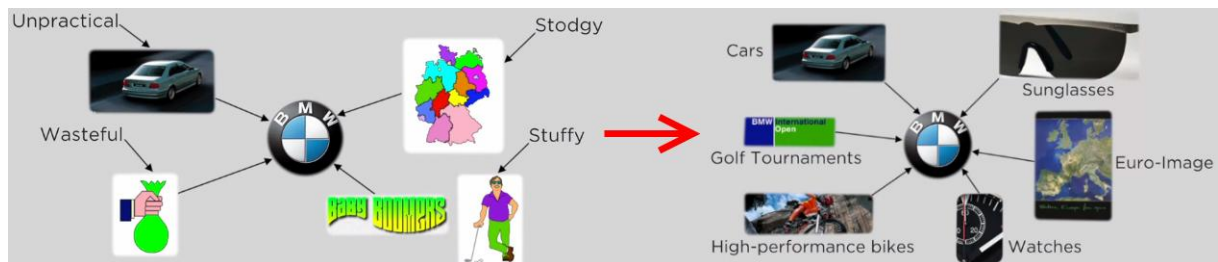 Unpractical
Stodgy
BMW
Wasteful
Stuffy
Baby BOOMERS
Cars
Sunglasses
BMW International
Open
Golf Tournaments
BMW
Euro-Image
High-performance bikes
Watches